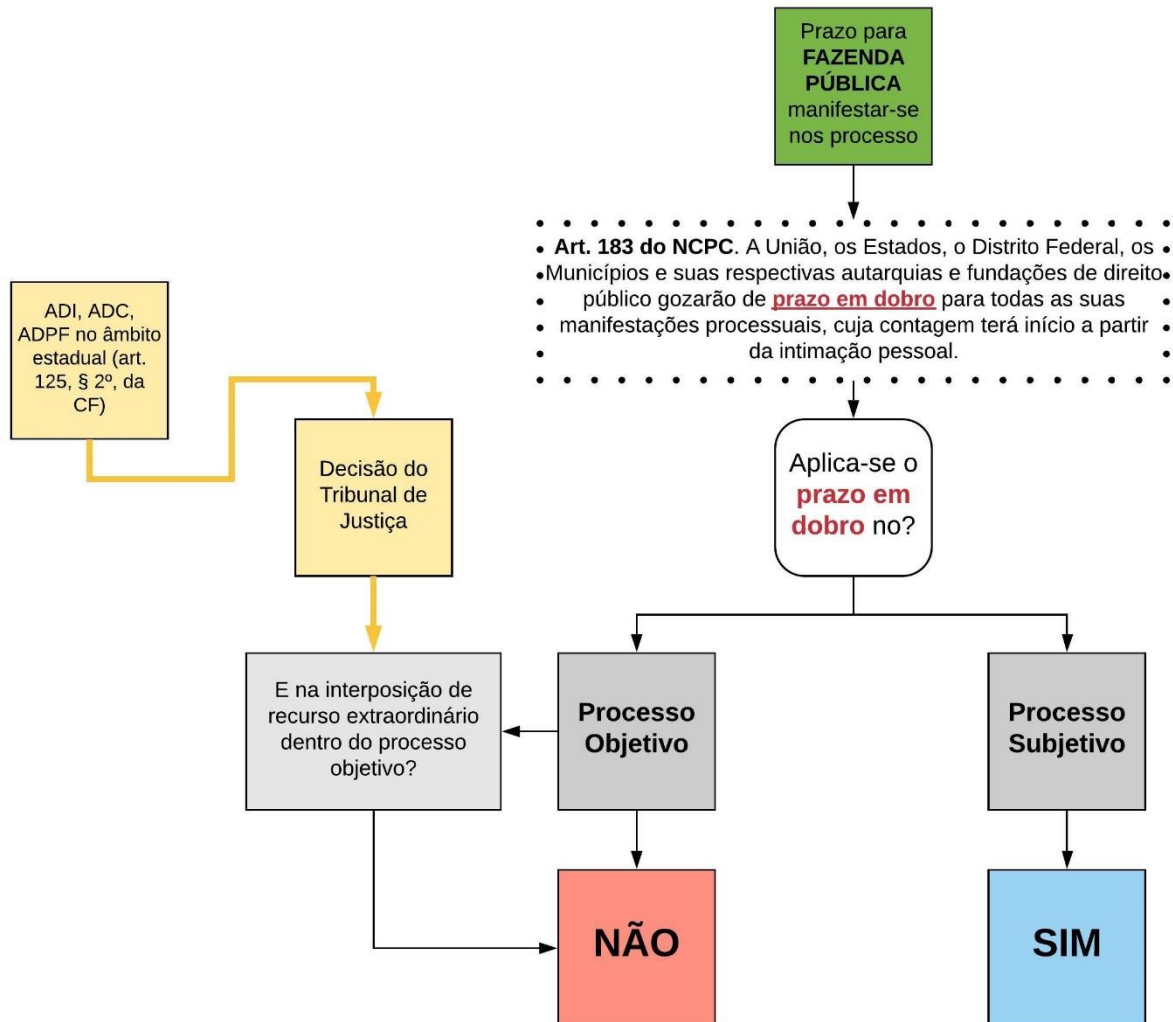 Prazo para
FAZENDA
PÚBLICA
manifestar-se
nos processo
Art. 183 do NCPC. A União, os Estados, o Distrito Federal, os
Municípios e suas respectivas autarquias e fundações de direito
público gozarão de prazo em dobro para todas as suas
manifestações processuais, cuja contagem terá início a partir
da intimação pessoal.
ADI, ADC,
ADPF no âmbito
estadual (art.
125, § 2º, da
CF)
Decisão do
Tribunal de
Justiça
Aplica-se o
prazo em
dobro no?
E na interposição de
recurso extraordinário
dentro do processo
objetivo?
Processo
Objetivo
Processo
Subjetivo
NÃO
SIM